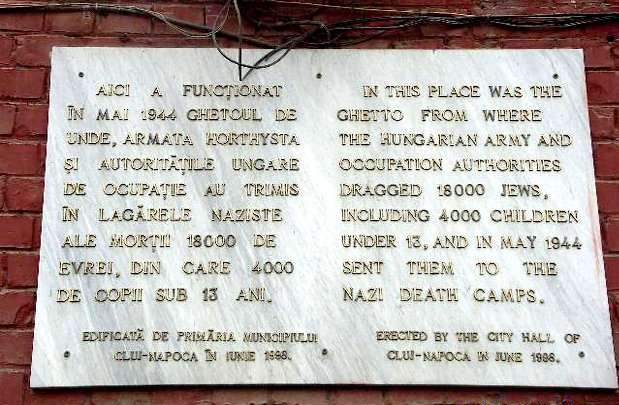 AICI A FUNCȚIONAT
ÎN MAI 1944 GHETOUL DE
UNDE, ARMATA HORTHYSTA
ȘI AUTORITĂȚILE UNGARE
DE OCUPAȚIE AU TRIMIS
ÎN LAGĂRELE NAZISTE
ALE MORȚII 18000 DE
EVREI, DIN CARE 4000
DE COPII SUB 13 ANI.
EDIFICATĂ DE PRIMĂRIA MUNICIPIULUI
CLUJ-NAPOCA ÎN IUNIE
IN THIS PLACE WAS THE
GHETTO FROM WHERE
THE HUNGARIAN ARMY AND
OCCUPATION AUTHORITIES
DRAGGED 18000 JEWS,
INCLUDING 4000 CHILDREN
UNDER 13, AND IN MAY 1944
SENT THEM TO THE
NAZI DEATH CAMPS.
ERECTED BY THE CITY HALL OF
CLUJ-NAPOCA IN JUNE